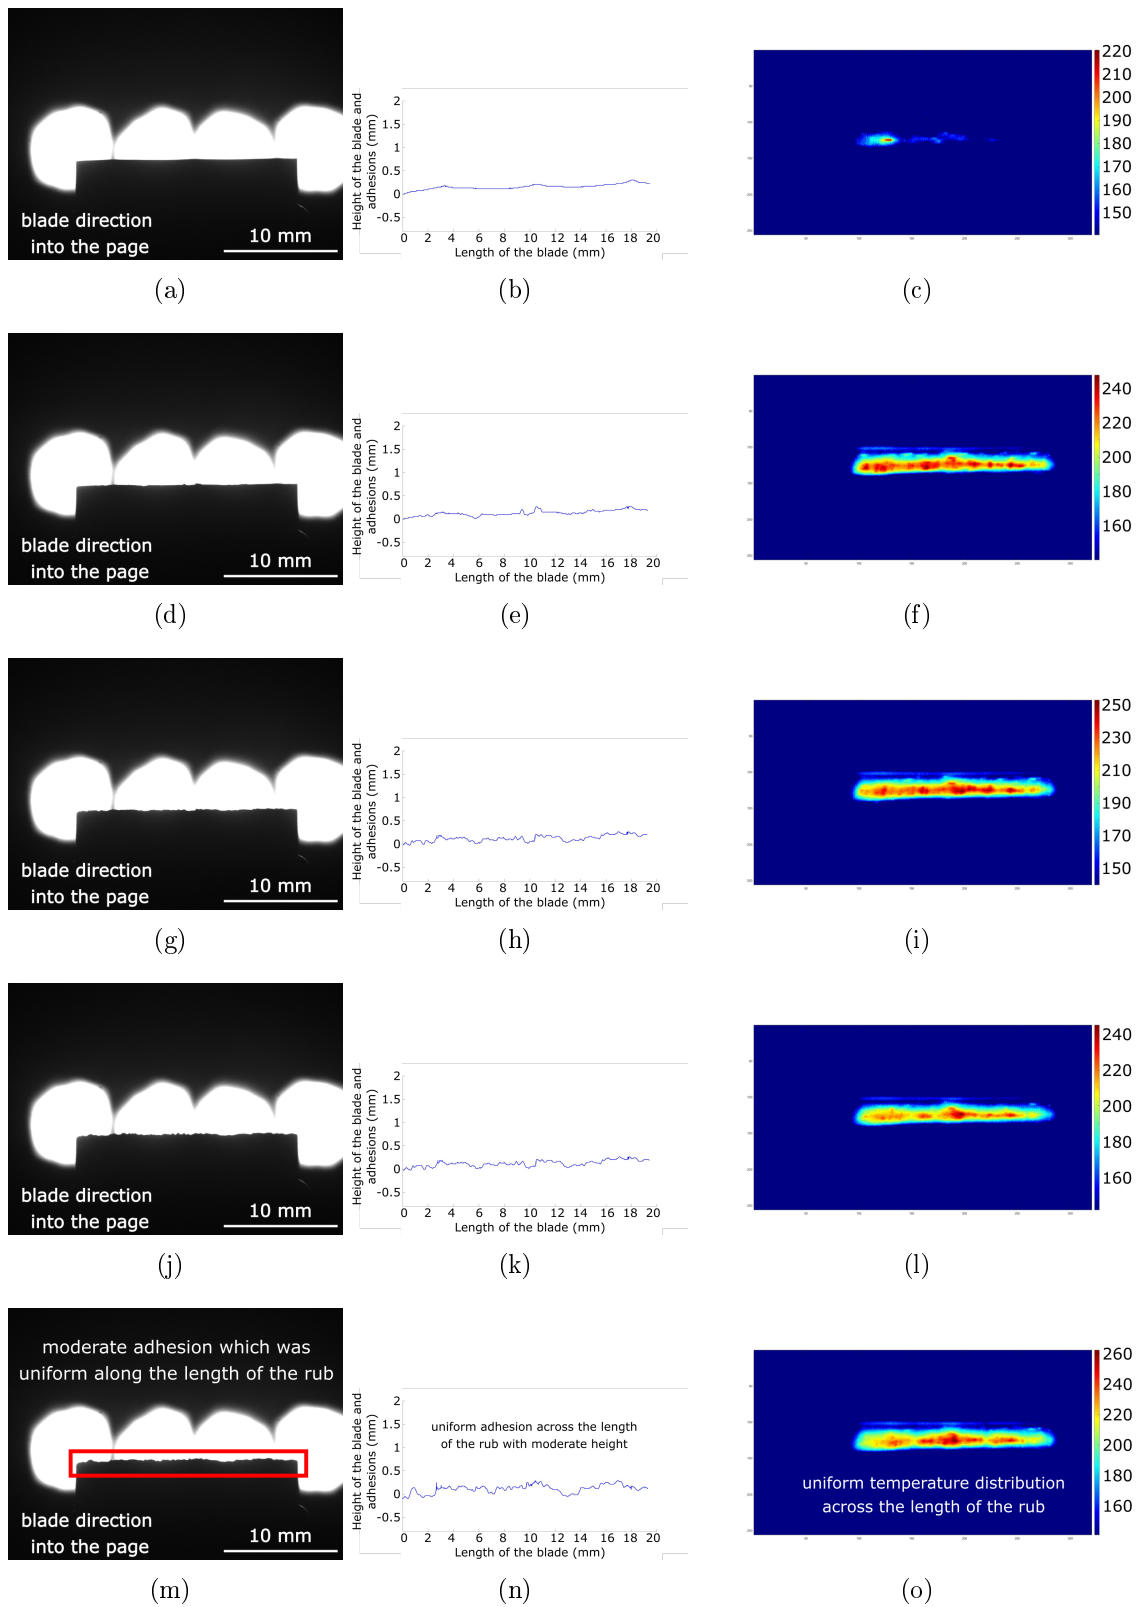 blade direction
into the page
10 mm
(a)
Height of the blade and
adhesions (mm)
2
1.5
1
0.5
0
-0.5
0 2 4 6 8 10 12 14 16 18 20
Length of the blade (mm)
(b)
220
210
200
190
180
170
160
150
(c)
blade direction
into the page
10 mm
(d)
Height of the blade and
adhesions (mm)
2
1.5
1
0.5
0
-0.5
0 2 4 6 8 10 12 14 16 18 20
Length of the blade (mm)
(e)
240
220
200
180
160
(f)
blade direction
into the page
10 mm
(g)
Height of the blade and
adhesions (mm)
2
1.5
1
0.5
0
-0.5
0 2 4 6 8 10 12 14 16 18 20
Length of the blade (mm)
(h)
250
230
210
190
170
150
(i)
blade direction
into the page
10 mm
(j)
Height of the blade and
adhesions (mm)
2
1.5
1
0.5
0
-0.5
0 2 4 6 8 10 12 14 16 18 20
Length of the blade (mm)
(k)
240
220
200
180
160
(l)
moderate adhesion which was
uniform along the length of the rub
blade direction
into the page
10 mm
(m)
Height of the blade and
adhesions (mm)
2
1.5
1
0.5
0
-0.5
uniform adhesion across the length
of the rub with moderate height
0 2 4 6 8 10 12 14 16 18 20
Length of the blade (mm)
(n)
260
240
220
200
180
160
uniform temperature distribution
across the length of the rub
(o)